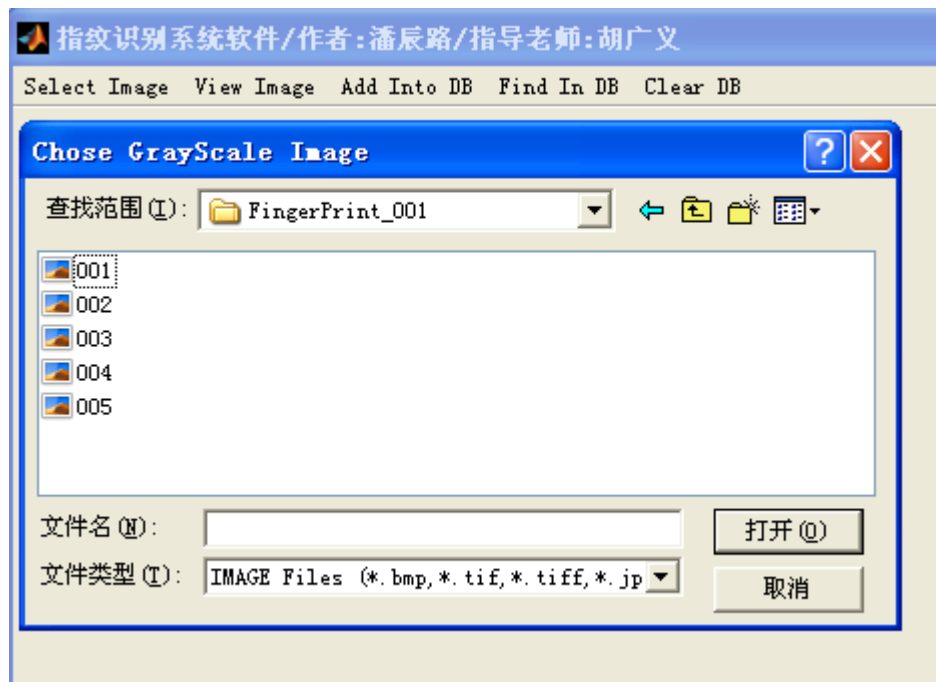 指纹识别系统软件/作者:潘辰路/指导老师:胡广义
Select Image View Image Add Into DB Find In DB Clear DB
Chose GrayScale Image
查找范围(I): FingerPrint_001
001
002
003
004
005
文件名(N): 打开(O)
文件类型(T): IMAGE Files (*.bmp,*.tif,*.tiff,*.jp 取消